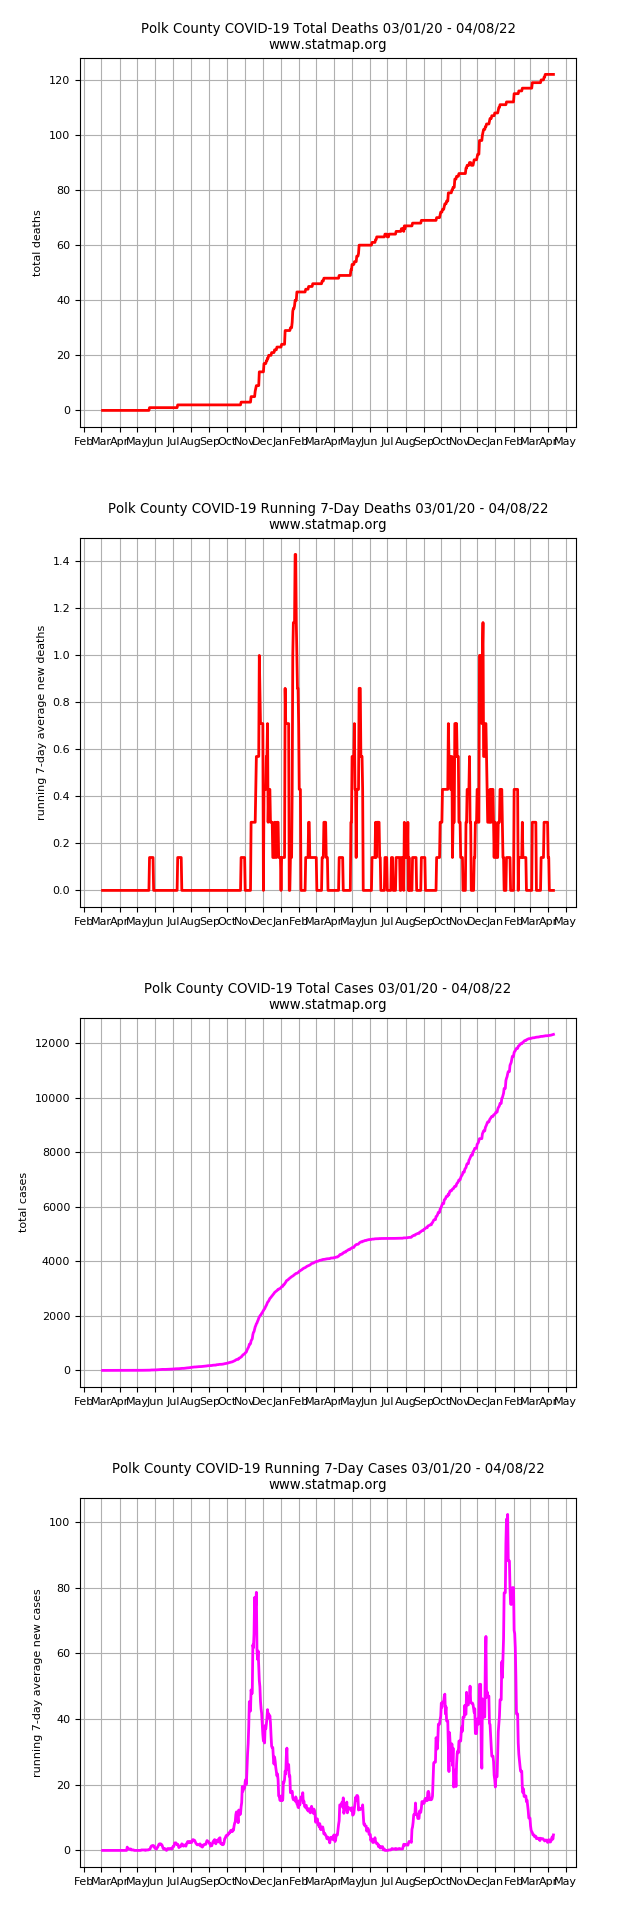 Polk County COVID-19 Total Deaths 03/01/20 - 04/08/22
www.statmap.org
120
100
80
60
40
20
0
total deaths
Feb Mar Apr May Jun Jul Aug Sep Oct Nov Dec Jan Feb Mar Apr May Jun Jul Aug Sep Oct Nov Dec Jan Feb Mar Apr May
Polk County COVID-19 Running 7-Day Deaths 03/01/20 - 04/08/22
www.statmap.org
1.4
1.2
1.0
0.8
0.6
0.4
0.2
0.0
running 7-day average new deaths
Feb Mar Apr May Jun Jul Aug Sep Oct Nov Dec Jan Feb Mar Apr May Jun Jul Aug Sep Oct Nov Dec Jan Feb Mar Apr May
Polk County COVID-19 Total Cases 03/01/20 - 04/08/22
www.statmap.org
12000
10000
8000
6000
4000
2000
0
total cases
Feb Mar Apr May Jun Jul Aug Sep Oct Nov Dec Jan Feb Mar Apr May Jun Jul Aug Sep Oct Nov Dec Jan Feb Mar Apr May
Polk County COVID-19 Running 7-Day Cases 03/01/20 - 04/08/22
www.statmap.org
100
80
60
40
20
0
running 7-day average new cases
Feb Mar Apr May Jun Jul Aug Sep Oct Nov Dec Jan Feb Mar Apr May Jun Jul Aug Sep Oct Nov Dec Jan Feb Mar Apr May